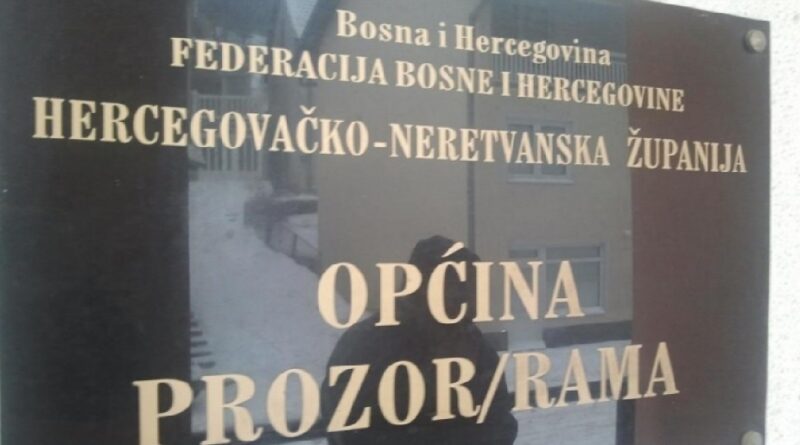 Bosna i Hercegovina
FEDERACIJA BOSNE I HERCEGOVINE
HERCEGOVAČKO-NERETVANSKA ŽUPANIJA
OPĆINA
PROZOR/RAMA